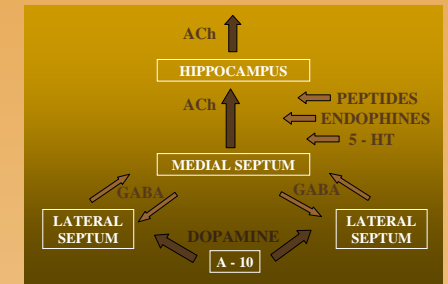 ACh
HIPPOCAMPUS
ACh
PEPTIDES
ENDOPHINES
5 - HT
MEDIAL SEPTUM
GABA
GABA
LATERAL
SEPTUM
DOPAMINE
LATERAL
SEPTUM
A - 10